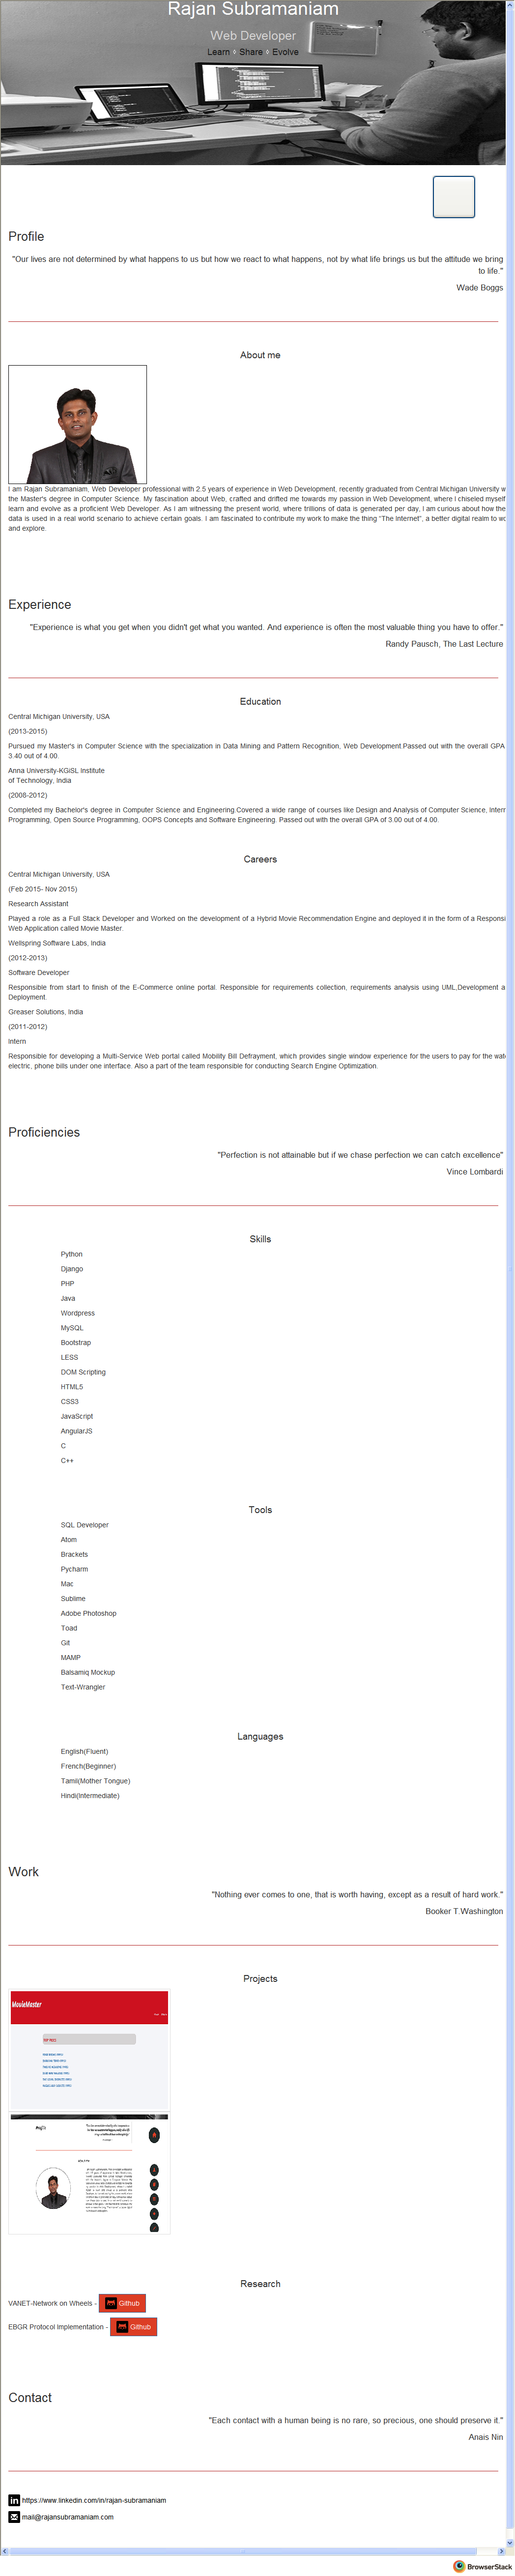 Rajan Subramaniam
Web Developer
Learn ◊ Share ◊ Evolve
Profile
"Our lives are not determined by what happens to us but how we react to what happens, not by what life brings us but the attitude we bring
to life."
Wade Boggs
About me
I am Rajan Subramaniam, Web Developer professional with 2.5 years of experience in Web Development, recently graduated from Central Michigan University w
the Master's degree in Computer Science. My fascination about Web, crafted and drifted me towards my passion in Web Development, where I chiseled myself
learn and evolve as a proficient Web Developer. As I am witnessing the present world, where trillions of data is generated per day, I am curious about how the
data is used in a real world scenario to achieve certain goals. I am fascinated to contribute my work to make the thing "The Internet", a better digital realm to wo
and explore.
Experience
"Experience is what you get when you didn't get what you wanted. And experience is often the most valuable thing you have to offer."
Randy Pausch, The Last Lecture
Education
Central Michigan University, USA
(2013-2015)
Pursued my Master's in Computer Science with the specialization in Data Mining and Pattern Recognition, Web Development.Passed out with the overall GPA
3.40 out of 4.00.
Anna University-KGiSL Institute
of Technology, India
(2008-2012)
Completed my Bachelor's degree in Computer Science and Engineering.Covered a wide range of courses like Design and Analysis of Computer Science, Intern
Programming, Open Source Programming, OOPS Concepts and Software Engineering. Passed out with the overall GPA of 3.00 out of 4.00.
Careers
Central Michigan University, USA
(Feb 2015- Nov 2015)
Research Assistant
Played a role as a Full Stack Developer and Worked on the development of a Hybrid Movie Recommendation Engine and deployed it in the form of a Responsi
Web Application called Movie Master.
Wellspring Software Labs, India
(2012-2013)
Software Developer
Responsible from start to finish of the E-Commerce online portal. Responsible for requirements collection, requirements analysis using UML,Development a
Deployment.
Greaser Solutions, India
(2011-2012)
Intern
Responsible for developing a Multi-Service Web portal called Mobility Bill Defrayment, which provides single window experience for the users to pay for the wat
electric, phone bills under one interface. Also a part of the team responsible for conducting Search Engine Optimization.
Proficiencies
"Perfection is not attainable but if we chase perfection we can catch excellence"
Vince Lombardi
Skills
Python
Django
PHP
Java
Wordpress
MySQL
Bootstrap
LESS
DOM Scripting
HTML5
CSS3
JavaScript
AngularJS
C
C++
Tools
SQL Developer
Atom
Brackets
Pycharm
Mac
Sublime
Adobe Photoshop
Toad
Git
MAMP
Balsamiq Mockup
Text-Wrangler
Languages
English(Fluent)
French(Beginner)
Tamil(Mother Tongue)
Hindi(Intermediate)
Work
"Nothing ever comes to one, that is worth having, except as a result of hard work."
Booker T.Washington
Projects
MovieMaster
Profile
Research
VANET-Network on Wheels - Github
EBGR Protocol Implementation - Github
Contact
"Each contact with a human being is no rare, so precious, one should preserve it."
Anais Nin
https://www.linkedin.com/in/rajan-subramaniam
mail@rajansubramaniam.com
BrowserStack